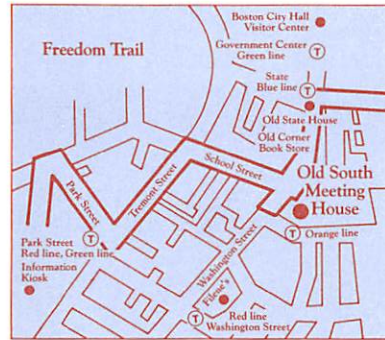 Boston City Hall
Visitor Center
Freedom Trail
Government Center
Green line
State
Blue line
Old State House
Old Corner
Book Store
School Street
Old South
Meeting
House
Tremont Street
Park Street
Park Street
Red line, Green line
Information
Kiosk
Orange line
Washington Street
Filene's
Red line
Washington Street
T
T
T
T
T